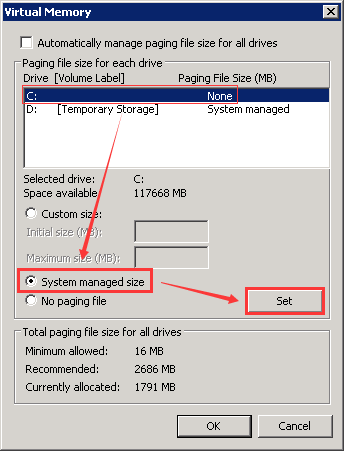 Virtual Memory
Automatically manage paging file size for all drives
Paging file size for each drive
Drive [Volume Label] Paging File Size (MB)
C: None
D: [Temporary Storage] System managed
Selected drive: C:
Space available: 117668 MB
Custom size:
Initial size (MB):
Maximum size (MB):
System managed size
No paging file
Set
Total paging file size for all drives
Minimum allowed: 16 MB
Recommended: 2686 MB
Currently allocated: 1791 MB
OK Cancel